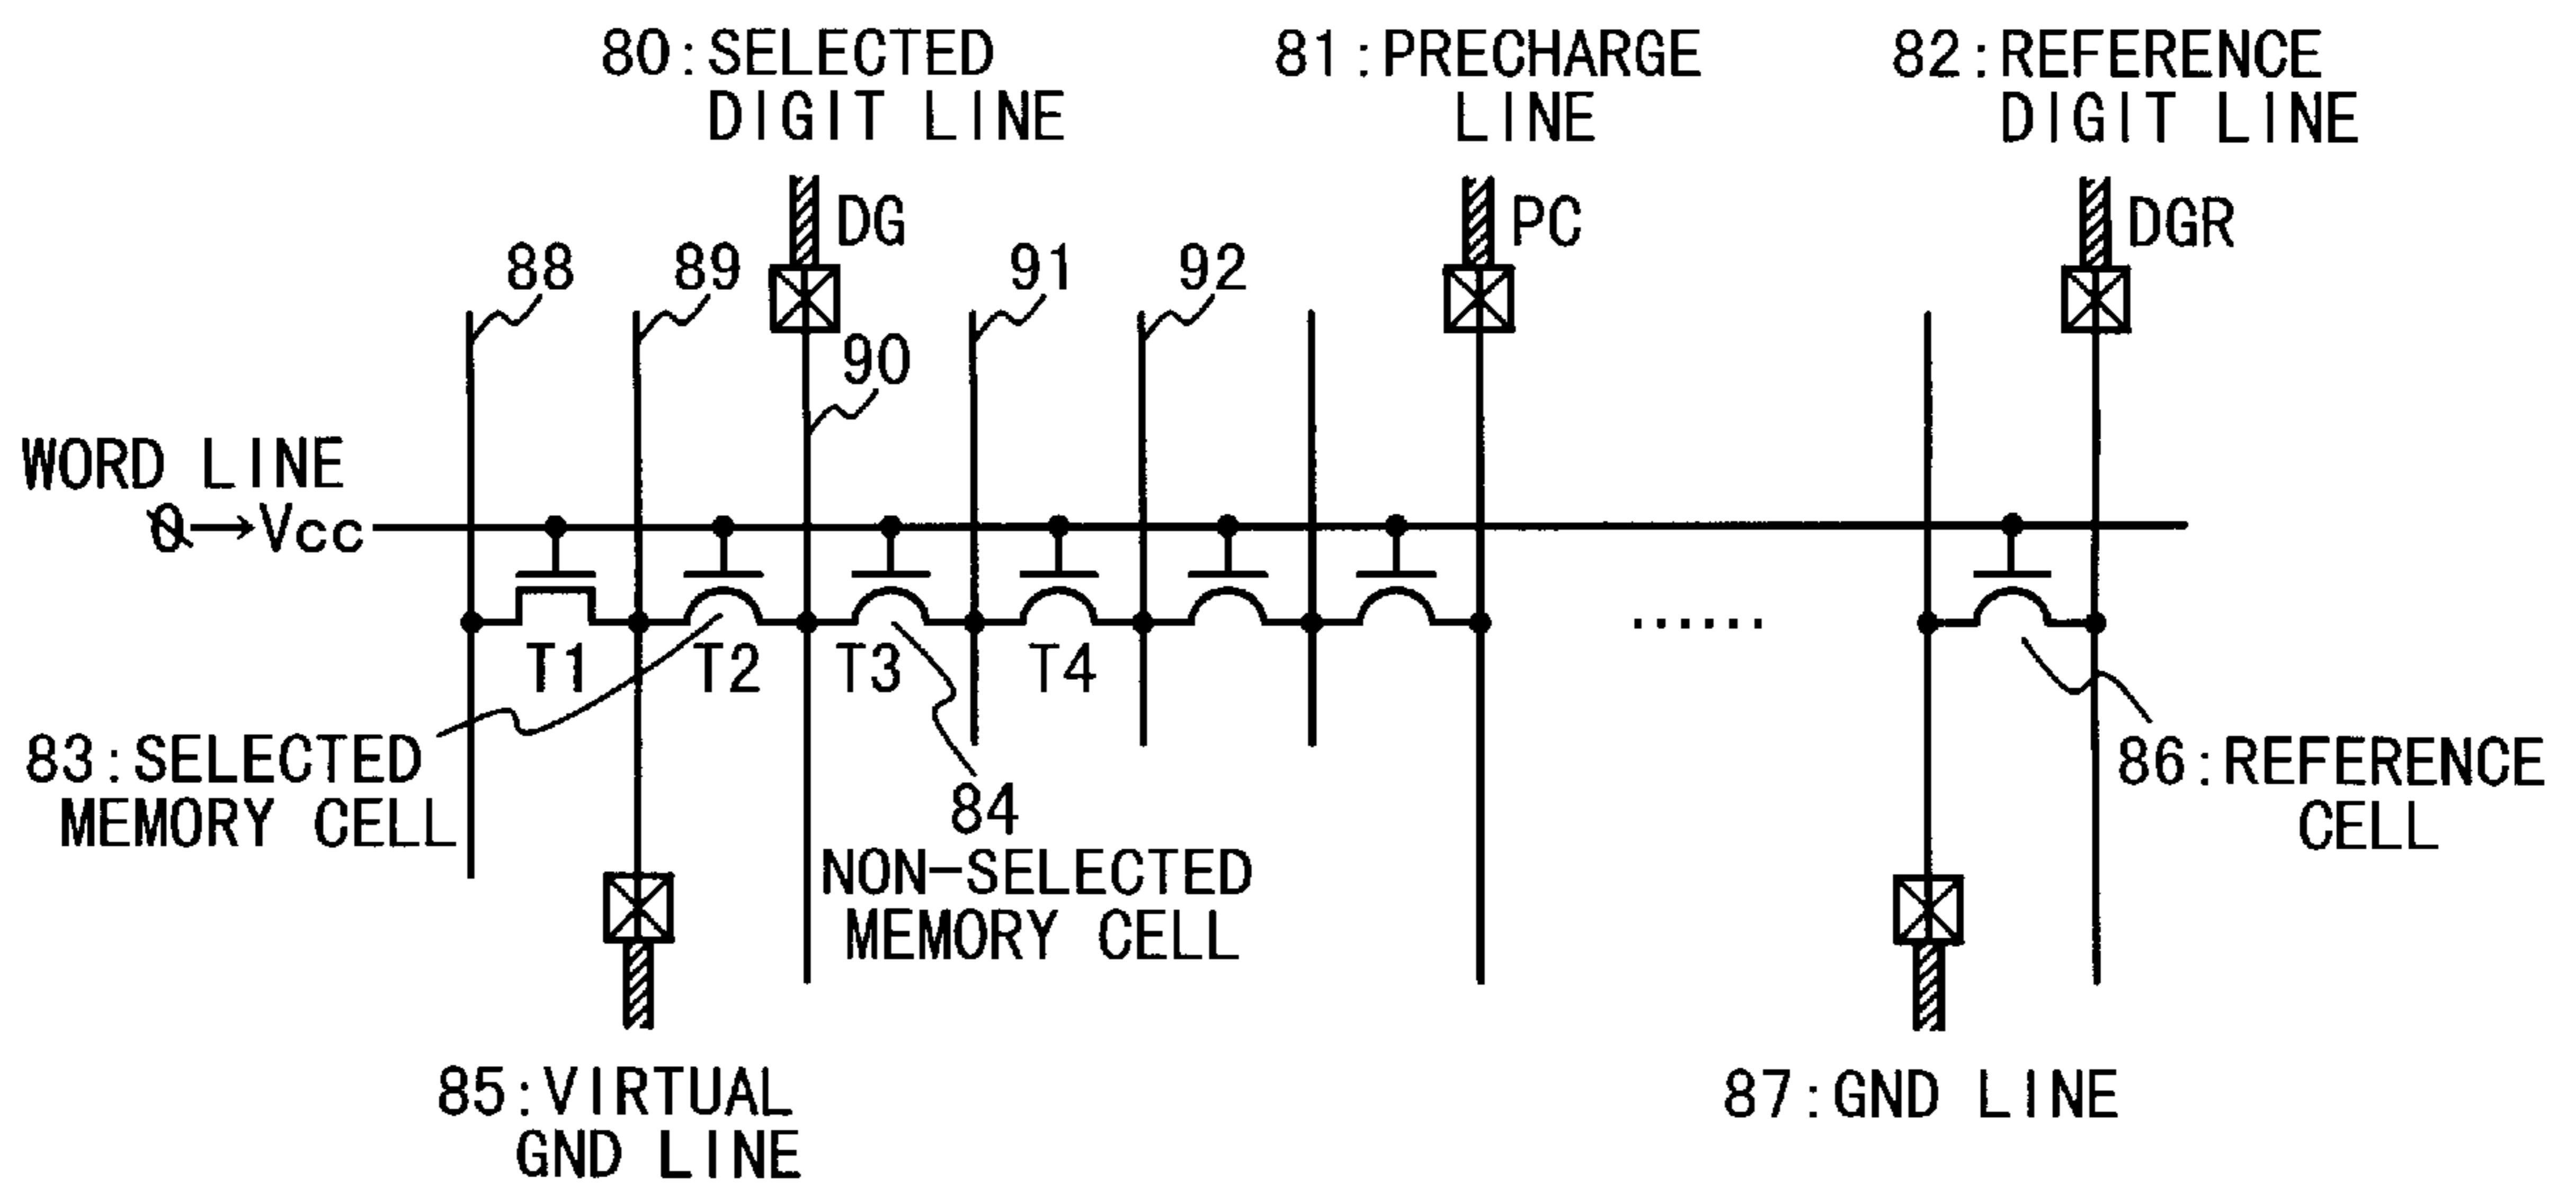 80:SELECTED
DIGIT LINE
81:PRECHARGE
LINE
82:REFERENCE
DIGIT LINE
DG
PC
DGR
88
89
91
92
90
WORD LINE
0→Vcc
T1
T2
T3
T4
83:SELECTED
MEMORY CELL
84
NON-SELECTED
MEMORY CELL
86:REFERENCE
CELL
85:VIRTUAL
GND LINE
87:GND LINE